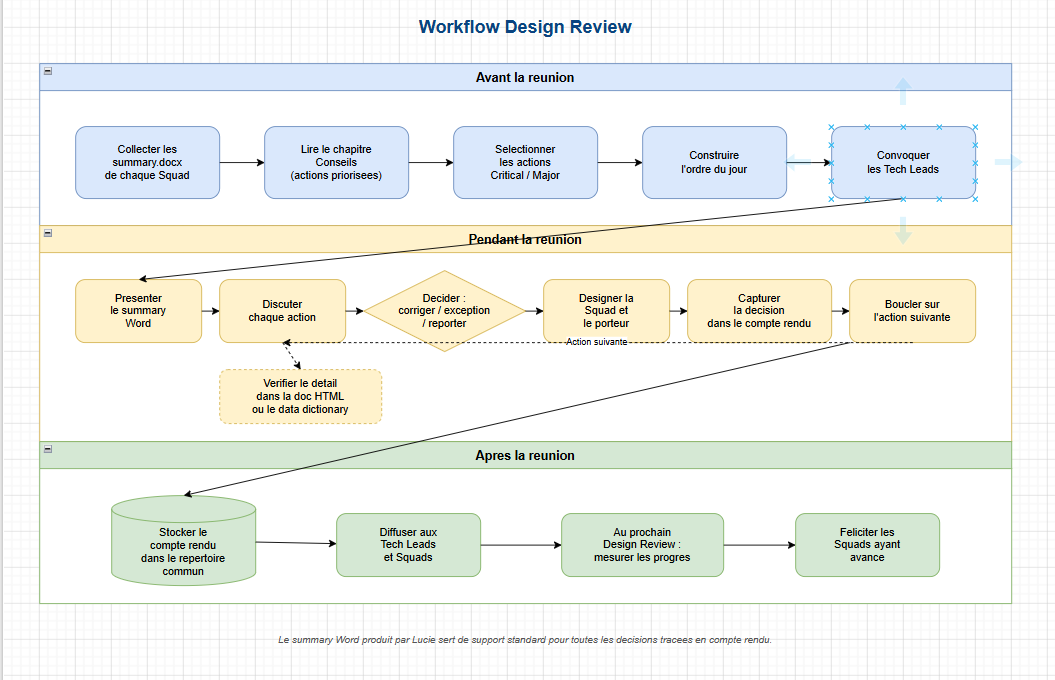 Workflow Design Review
Avant la reunion
Collecter les
summary.docx
de chaque Squad
Lire le chapitre
Conseils
(actions priorisees)
Selectionner
les actions
Critical / Major
Construire
l'ordre du jour
Convoquer
les Tech Leads
Pendant la reunion
Presenter
le summary
Word
Discuter
chaque action
Decider :
corriger / exception
/ reporter
Designer la
Squad et
le porteur
Capturer
la decision
dans le compte rendu
Boucler sur
l'action suivante
Action suivante
Verifier le detail
dans la doc HTML
ou le data dictionary
Apres la reunion
Stocker le
compte rendu
dans le repertoire
commun
Diffuser aux
Tech Leads
et Squads
Au prochain
Design Review :
mesurer les progres
Feliciter les
Squads ayant
avance
Le summary Word produit par Lucie sert de support standard pour toutes les decisions tracees en compte rendu.